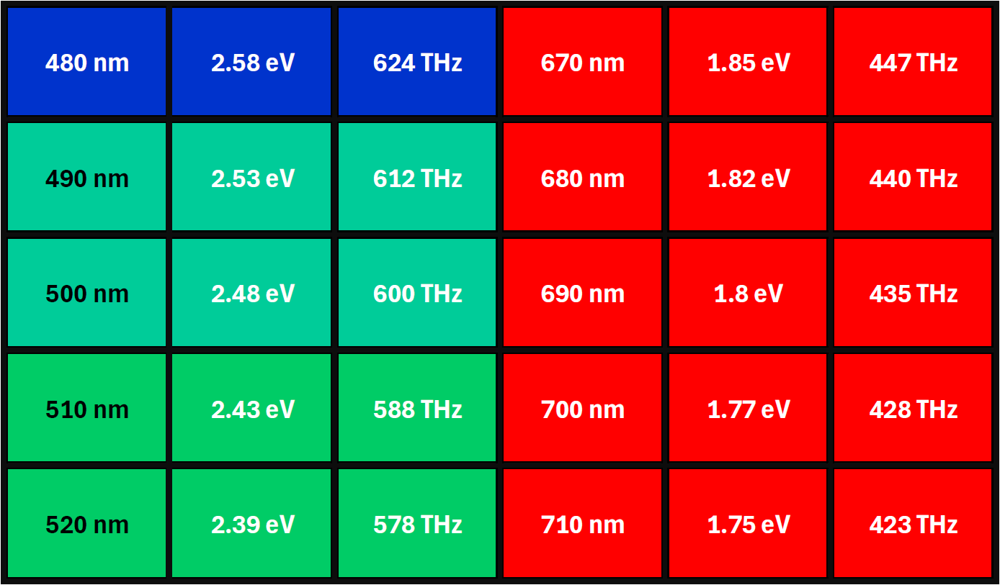 480 nm 2.58 eV 624 THz 670 nm 1.85 eV 447 THz
490 nm 2.53 eV 612 THz 680 nm 1.82 eV 440 THz
500 nm 2.48 eV 600 THz 690 nm 1.8 eV 435 THz
510 nm 2.43 eV 588 THz 700 nm 1.77 eV 428 THz
520 nm 2.39 eV 578 THz 710 nm 1.75 eV 423 THz